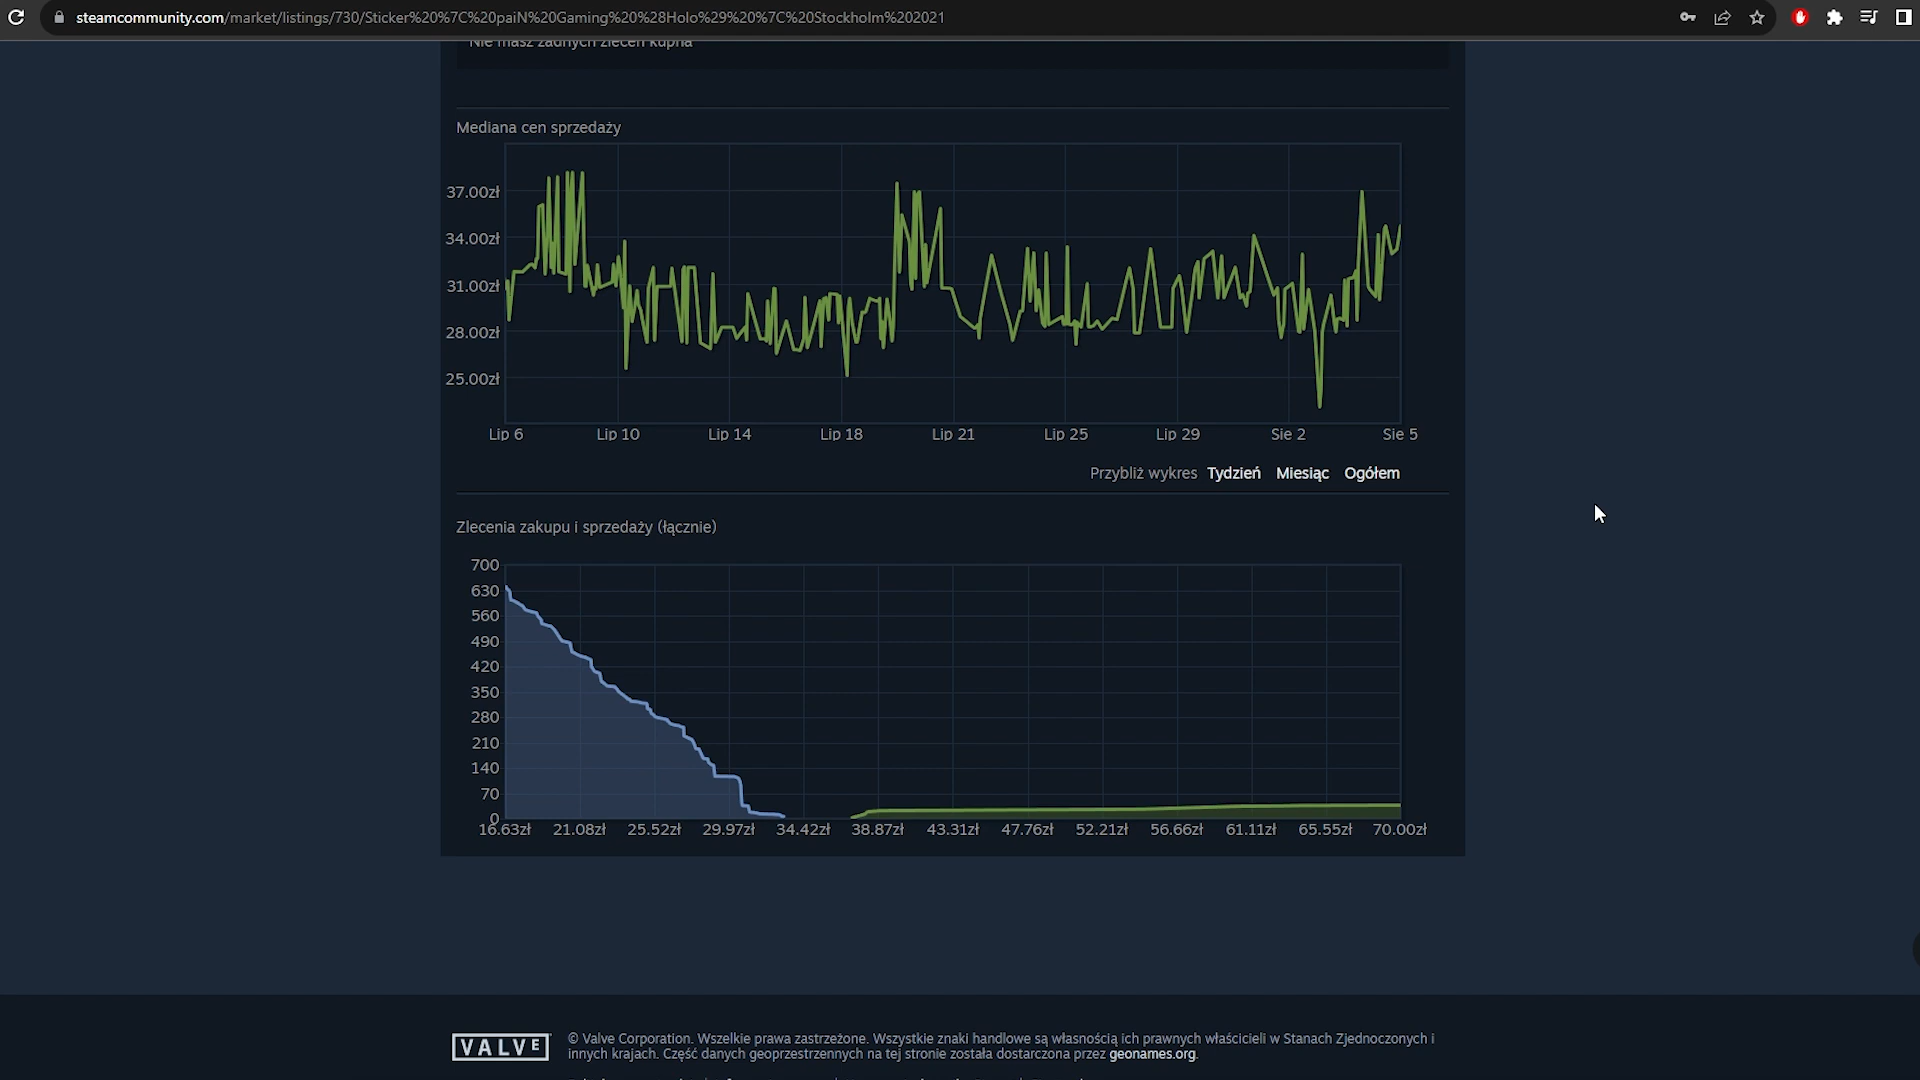 steamcommunity.com/market/listings/730/Sticker%20%7C%20paiN%20Gaming%20%28Holo%29%20%7C%20Stockholm%202021
Nie masz żadnych zleceń kupna
Mediana cen sprzedaży
37.00zł
34.00zł
31.00zł
28.00zł
25.00zł
Lip 6 Lip 10 Lip 14 Lip 18 Lip 21 Lip 25 Lip 29 Sie 2 Sie 5
Przybliż wykres Tydzień Miesiąc Ogółem
Zlecenia zakupu i sprzedaży (łącznie)
700
630
560
490
420
350
280
210
140
70
0
16.63zł 21.08zł 25.52zł 29.97zł 34.42zł 38.87zł 43.31zł 47.76zł 52.21zł 56.66zł 61.11zł 65.55zł 70.00zł
VALVE
© Valve Corporation. Wszelkie prawa zastrzeżone. Wszystkie znaki handlowe są własnością ich prawnych właścicieli w Stanach Zjednoczonych i
innych krajach. Część danych geoprzestrzennych na tej stronie została dostarczona przez geonames.org.